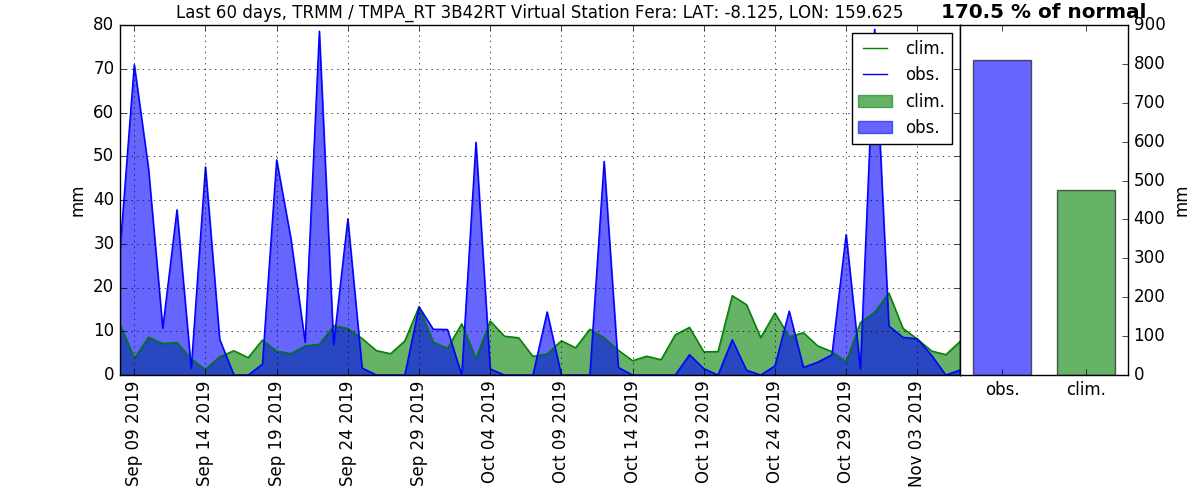 Last 60 days, TRMM / TMPA_RT 3B42RT Virtual Station Fera: LAT: -8.125, LON: 159.625
170.5 % of normal
80
70
60
50
40
30
20
10
0
mm
clim.
obs.
clim.
obs.
Sep 09 2019
Sep 14 2019
Sep 19 2019
Sep 24 2019
Sep 29 2019
Oct 04 2019
Oct 09 2019
Oct 14 2019
Oct 19 2019
Oct 24 2019
Oct 29 2019
Nov 03 2019
900
800
700
600
500
400
300
200
100
0
mm
obs.
clim.